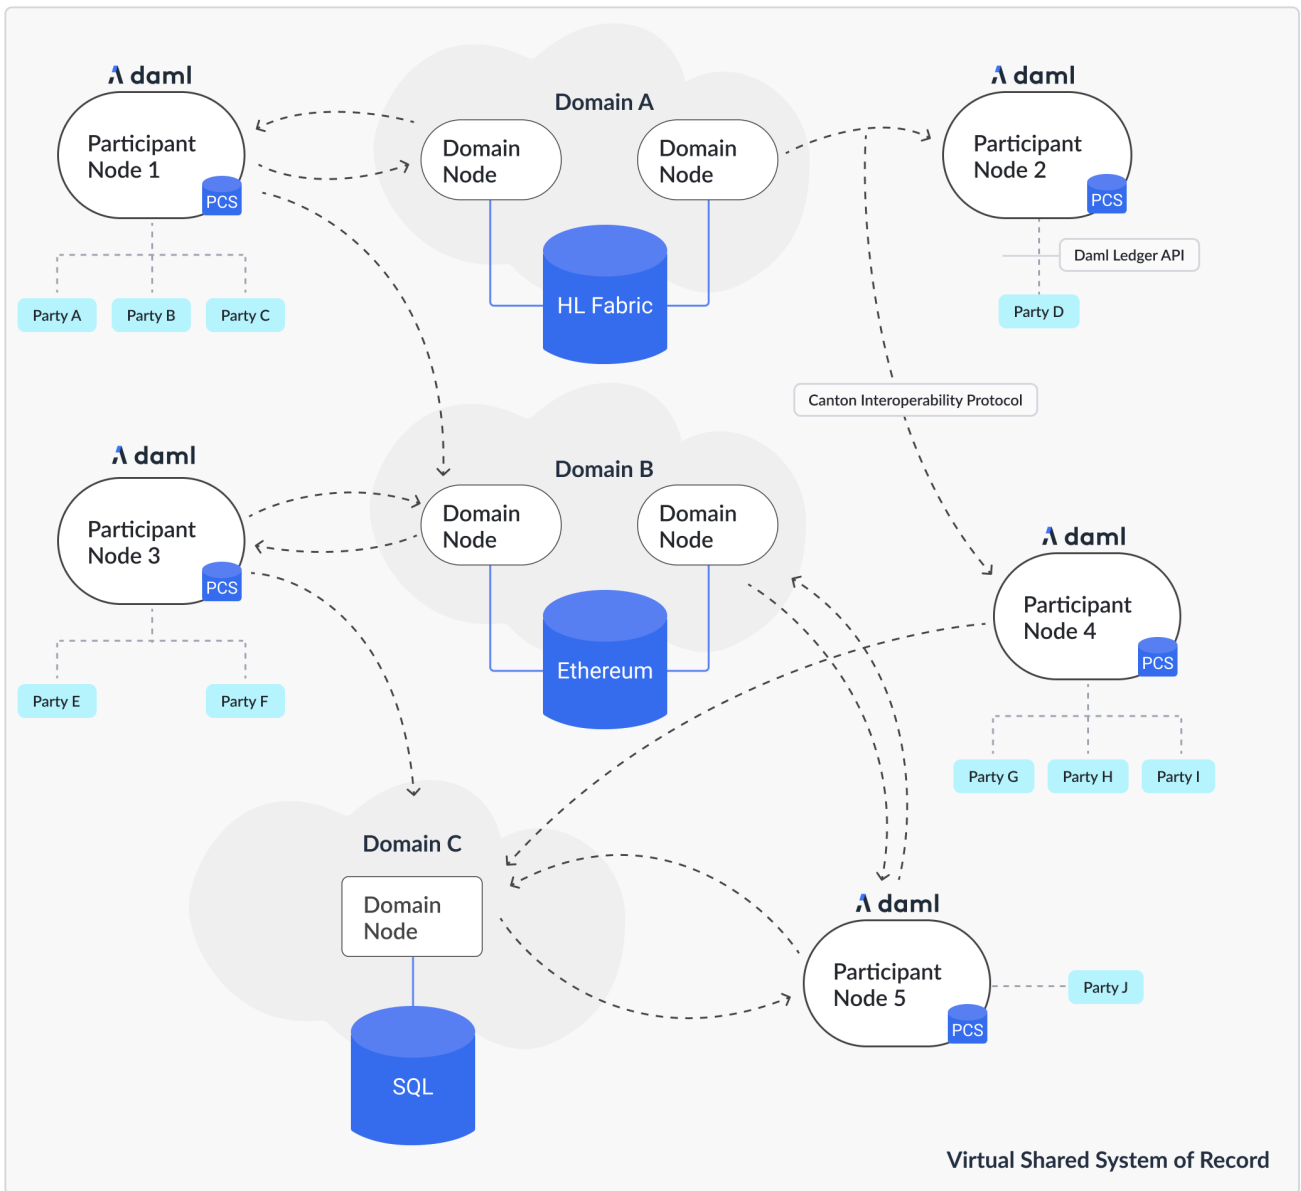 daml
Participant
Node 1
PCS
Party A
Party B
Party C
Domain A
Domain
Node
Domain
Node
HL Fabric
daml
Participant
Node 2
PCS
Daml Ledger API
Party D
Canton Interoperability Protocol
daml
Participant
Node 3
PCS
Party E
Party F
Domain B
Domain
Node
Domain
Node
Ethereum
daml
Participant
Node 4
PCS
Party G
Party H
Party I
Domain C
Domain
Node
SQL
daml
Participant
Node 5
PCS
Party J
Virtual Shared System of Record